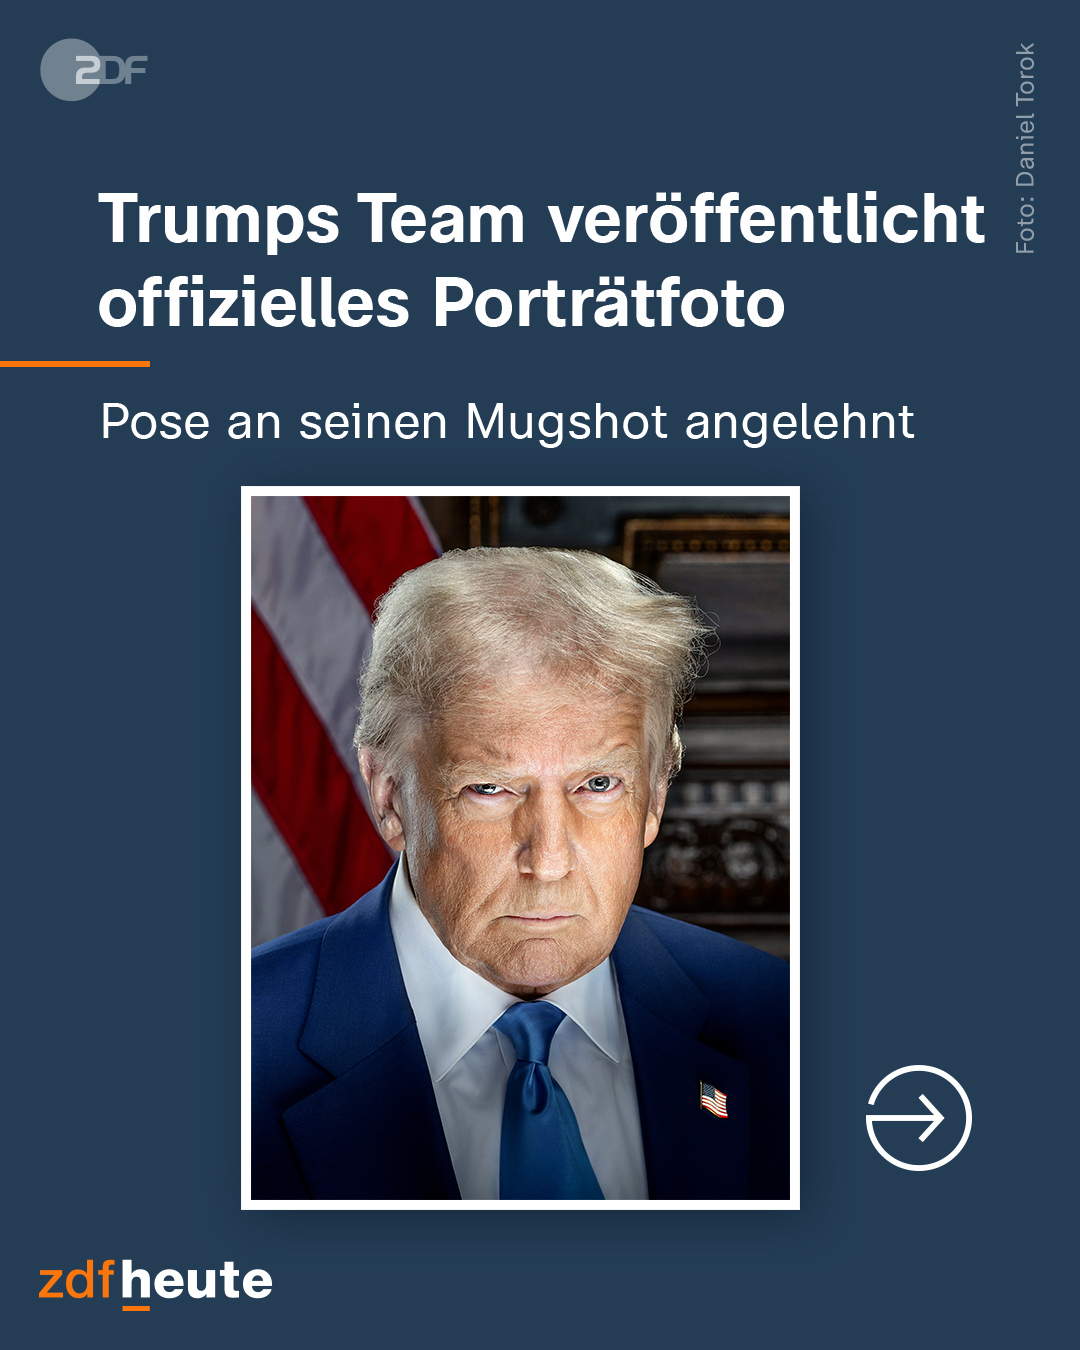 ZDF
Foto: Daniel Torok
Trumps Team veröffentlicht
offizielles Porträtfoto
Pose an seinen Mugshot angelehnt
zdfheute